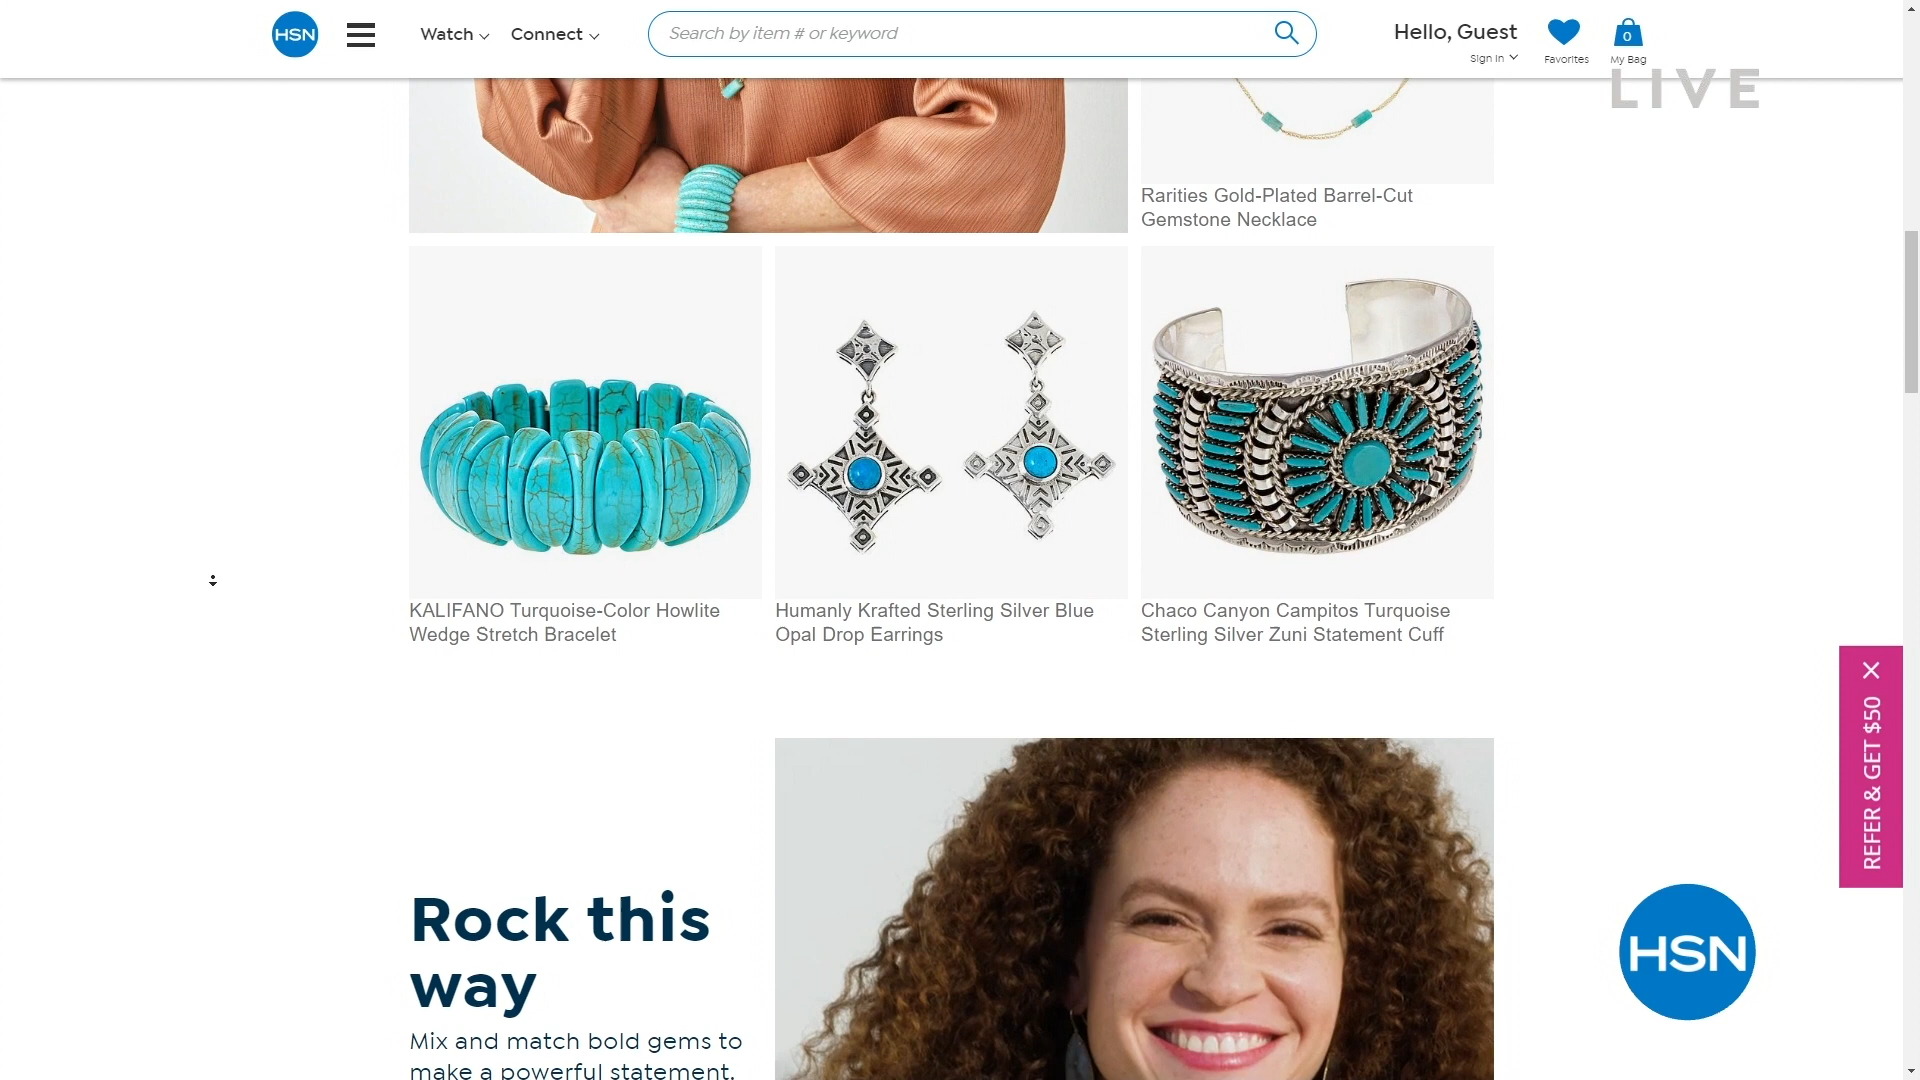 HSN
Watch
Connect
Search by item # or keyword
Hello, Guest
Sign In
Favorites
0
My Bag
LIVE
Rarities Gold-Plated Barrel-Cut
Gemstone Necklace
KALIFANO Turquoise-Color Howlite
Wedge Stretch Bracelet
Humanly Krafted Sterling Silver Blue
Opal Drop Earrings
Chaco Canyon Campitos Turquoise
Sterling Silver Zuni Statement Cuff
REFER & GET $50
Rock this
way
Mix and match bold gems to
make a powerful statement.
HSN